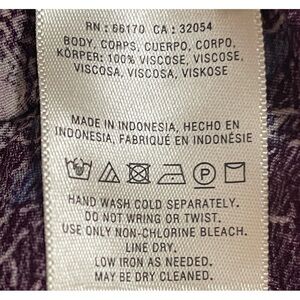 RN : 66170 CA : 32054
BODY, CORPS, CUERPO, CORPO,
KÖRPER: 100% VISCOSE, VISCOSE,
VISCOSA, VISCOSA, VISKOSE
MADE IN INDONESIA, HECHO EN
INDONESIA, FABRIQUÉ EN INDONÉSIE
P
HAND WASH COLD SEPARATELY.
DO NOT WRING OR TWIST.
USE ONLY NON-CHLORINE BLEACH.
LINE DRY.
LOW IRON AS NEEDED.
MAY BE DRY CLEANED.